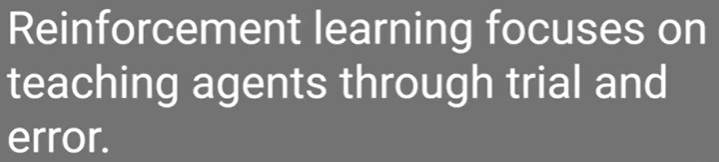 Reinforcement learning focuses on
teaching agents through trial and
error.